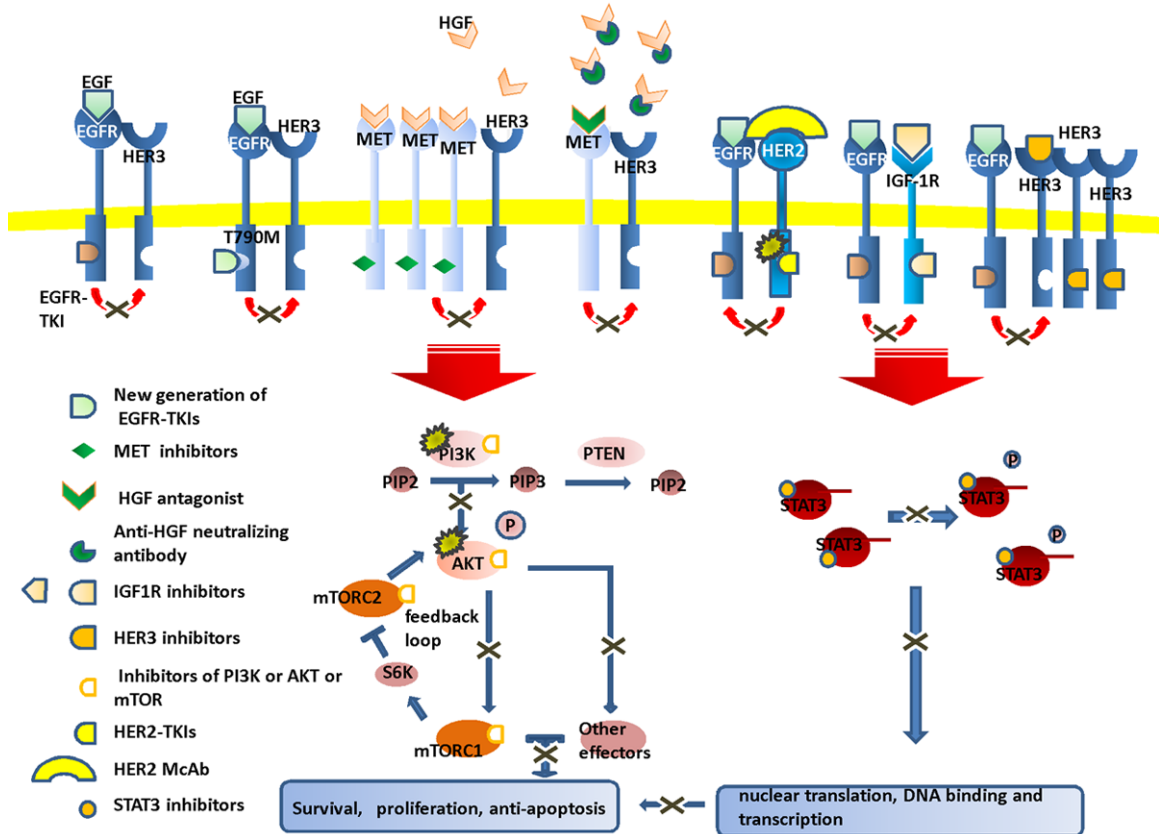 HGF
EGF
EGFR
HER3
EGF
EGFR
HER3
MET
MET
MET
HER3
MET
HER3
EGFR
HER2
EGFR
IGF-1R
EGFR
HER3
HER3
HER3
T790M
EGFR-
TKI
New generation of
EGFR-TKIs
MET inhibitors
HGF antagonist
Anti-HGF neutralizing
antibody
IGF1R inhibitors
HER3 inhibitors
Inhibitors of PI3K or AKT or
mTOR
HER2-TKIs
HER2 McAb
STAT3 inhibitors
PI3K
PTEN
PIP2
PIP3
PIP2
P
AKT
mTORC2
feedback
loop
S6K
mTORC1
Other
effectors
P
STAT3
STAT3
STAT3
P
STAT3
Survival, proliferation, anti-apoptosis
nuclear translation, DNA binding and
transcription